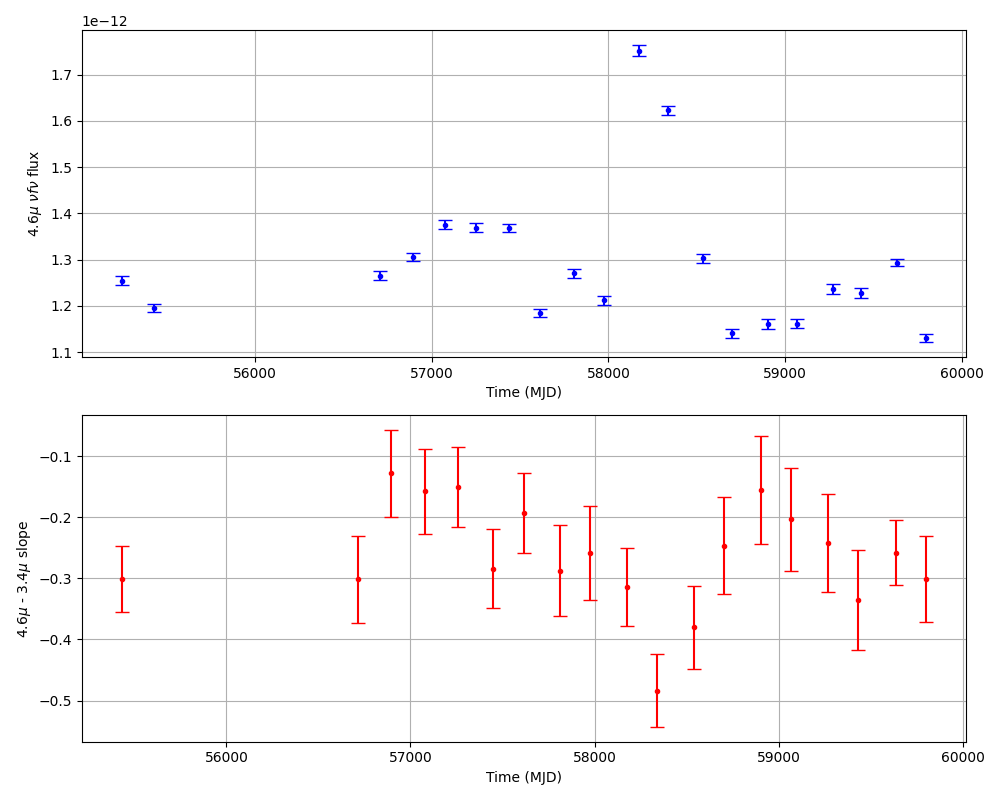 1e−12
1.7
1.6
1.5
1.4
1.3
1.2
1.1
4.6μ νfν flux
56000 57000 58000 59000 60000
Time (MJD)
−0.1
−0.2
−0.3
−0.4
−0.5
4.6μ - 3.4μ slope
56000 57000 58000 59000 60000
Time (MJD)